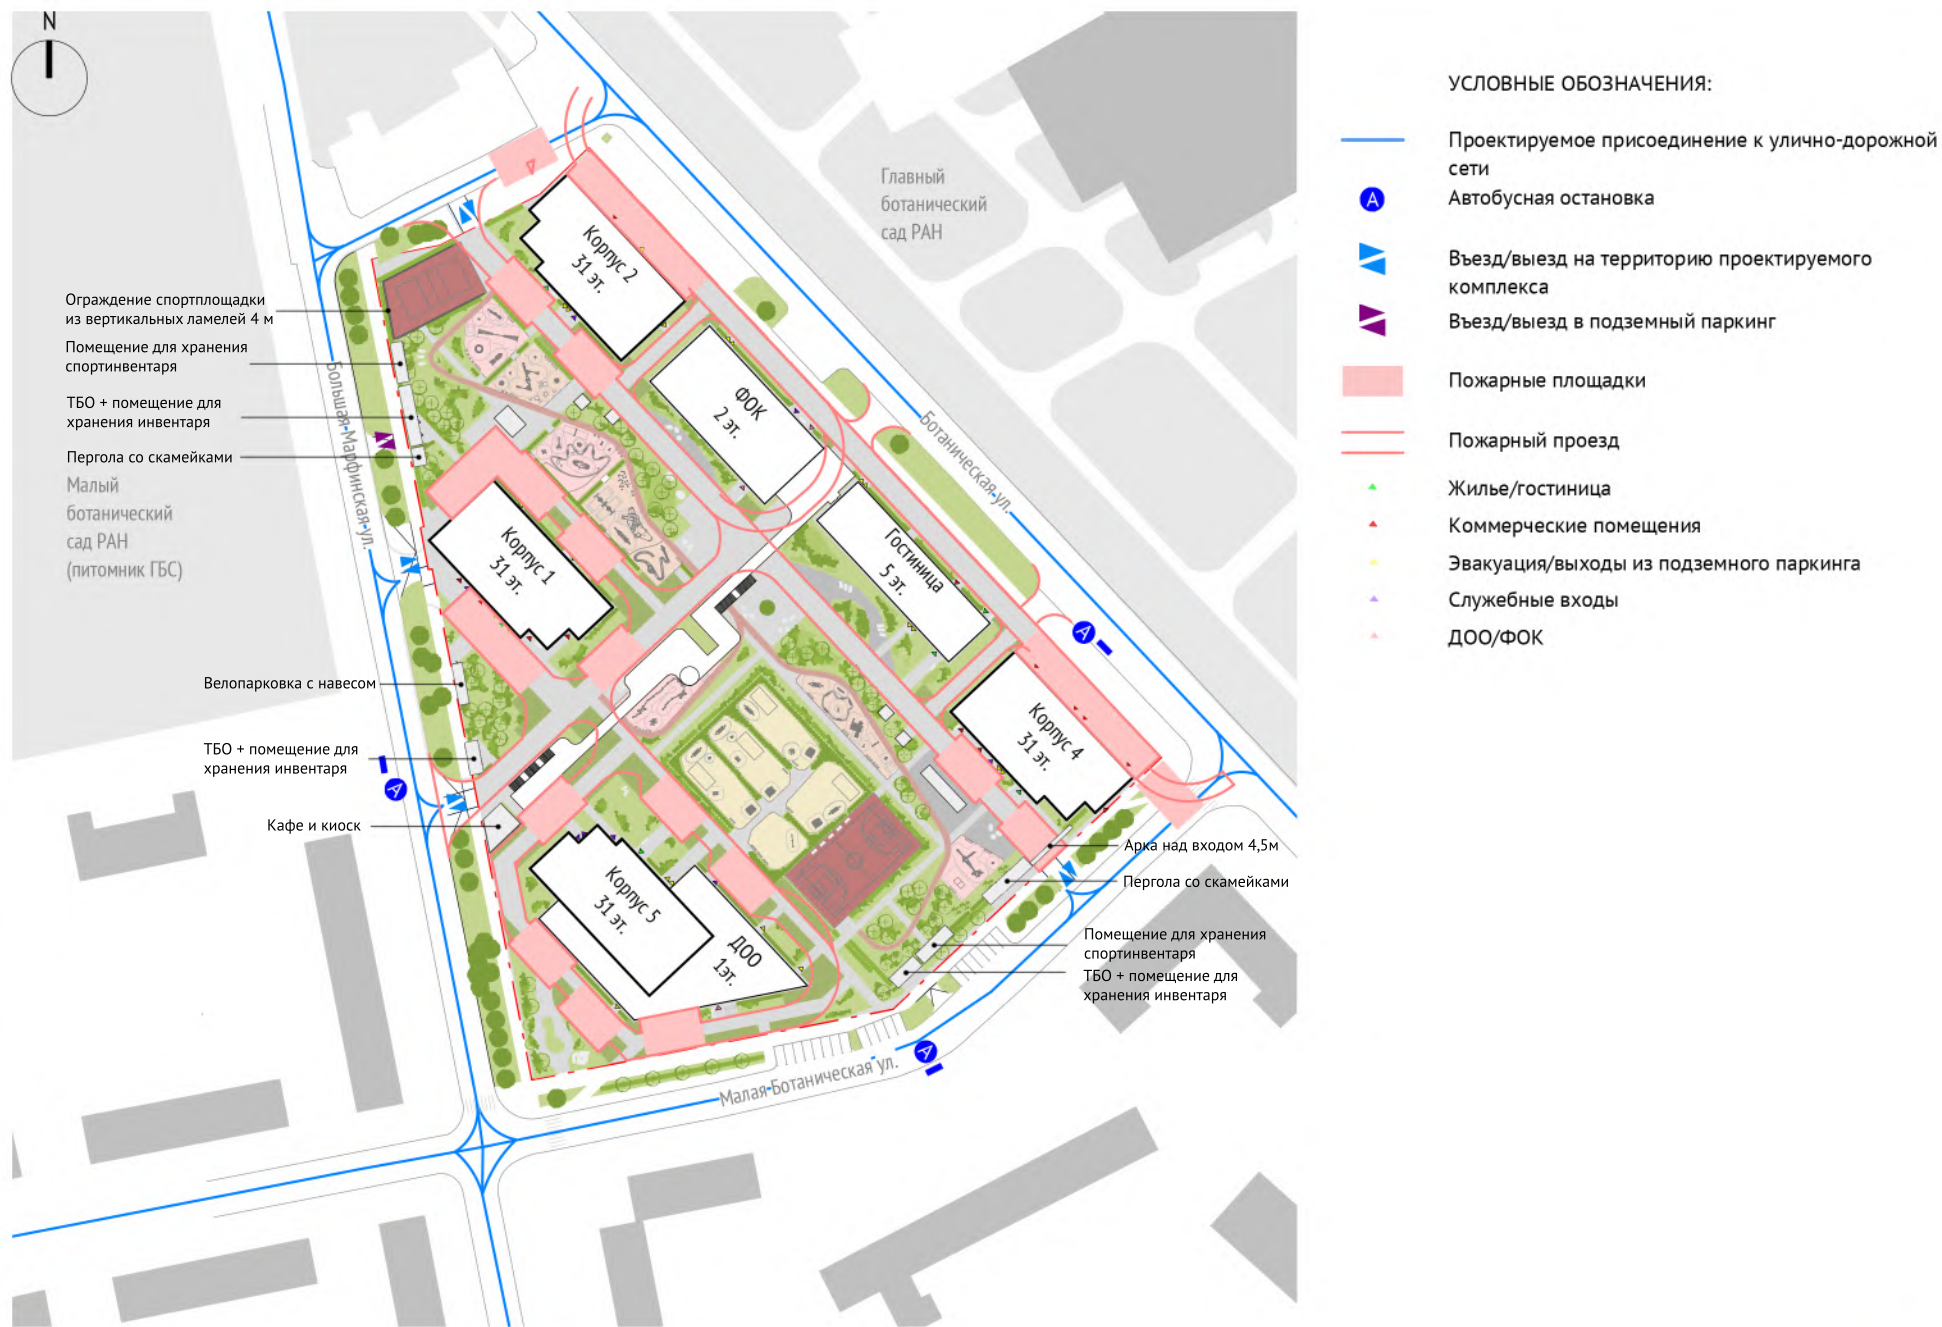 N
Ограждение спортплощадки
из вертикальных ламелей 4 м
Помещение для хранения
спортинвентаря
ТБО + помещение для
хранения инвентаря
Пергола со скамейками
Малый
ботанический
сад РАН
(питомник ГБС)
Большая Марфинская ул.
Велопарковка с навесом
ТБО + помещение для
хранения инвентаря
А
Кафе и киоск
Корпус 2
31 эт.
ФОК
2 эт.
Корпус 1
31 эт.
Гостиница
5 эт.
Корпус 4
31 эт.
Корпус 5
31 эт.
ДОО
1эт.
Главный
ботанический
сад РАН
Ботаническая ул.
А
Арка над входом 4,5м
Пергола со скамейками
Помещение для хранения
спортинвентаря
ТБО + помещение для
хранения инвентаря
А
Малая Ботаническая ул.
УСЛОВНЫЕ ОБОЗНАЧЕНИЯ:
Проектируемое присоединение к улично-дорожной
сети
А
Автобусная остановка
Въезд/выезд на территорию проектируемого
комплекса
Въезд/выезд в подземный паркинг
Пожарные площадки
Пожарный проезд
Жилье/гостиница
Коммерческие помещения
Эвакуация/выходы из подземного паркинга
Служебные входы
ДОО/ФОК